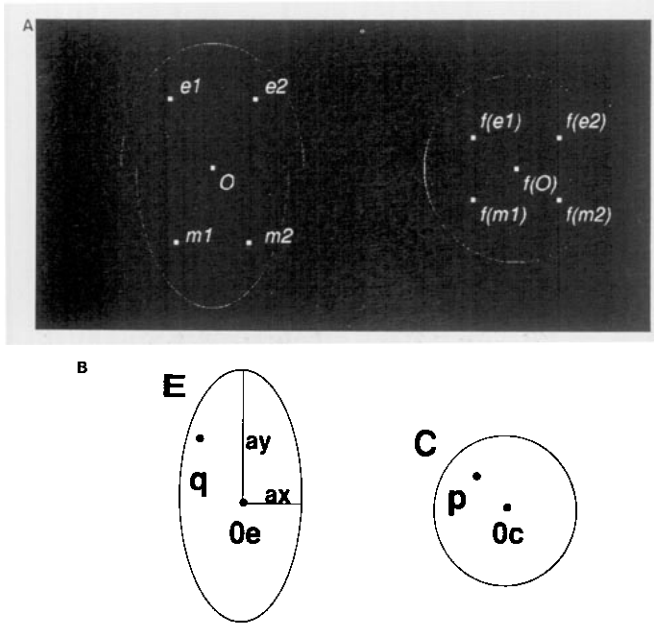 A
e1 e2
f(e1) f(e2)
O f(O)
f(m1) f(m2)
m1 m2
B
E
ay
C
q
ax
p
0e 0c